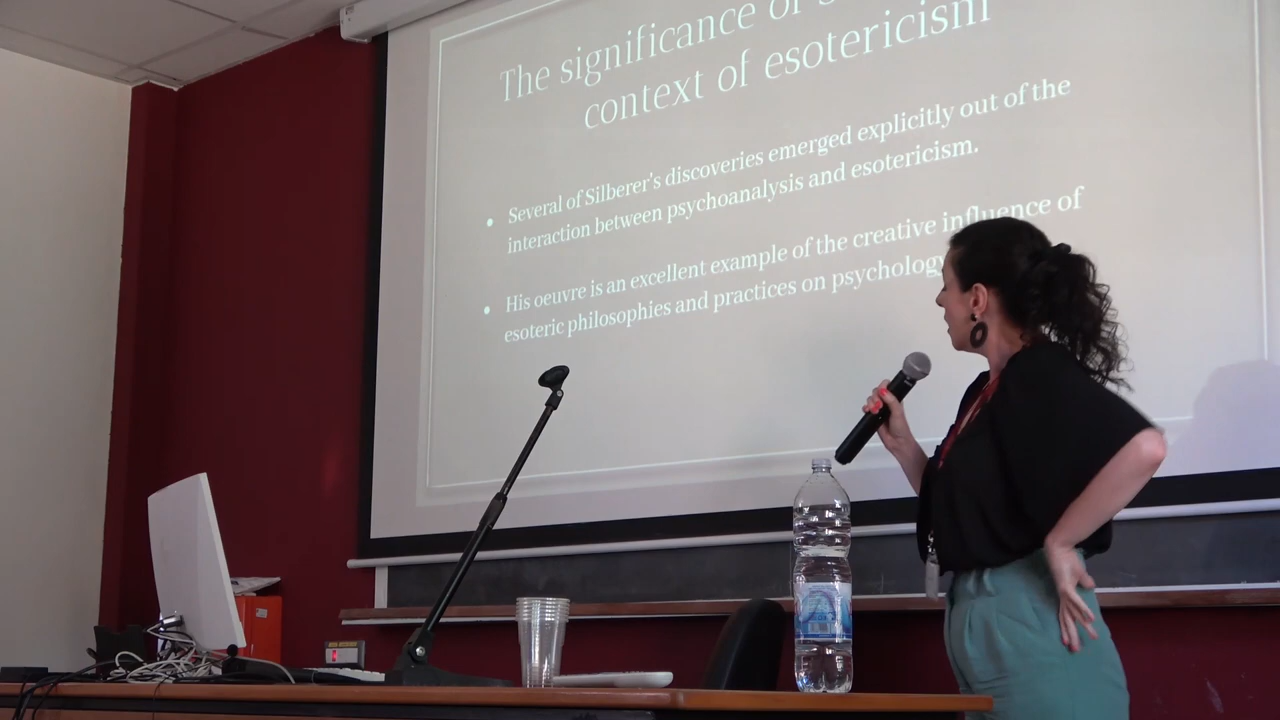 The significance of
context of esotericism
Several of Silberer's discoveries emerged explicitly out of the
interaction between psychoanalysis and esotericism.
His oeuvre is an excellent example of the creative influence of
esoteric philosophies and practices on psychology